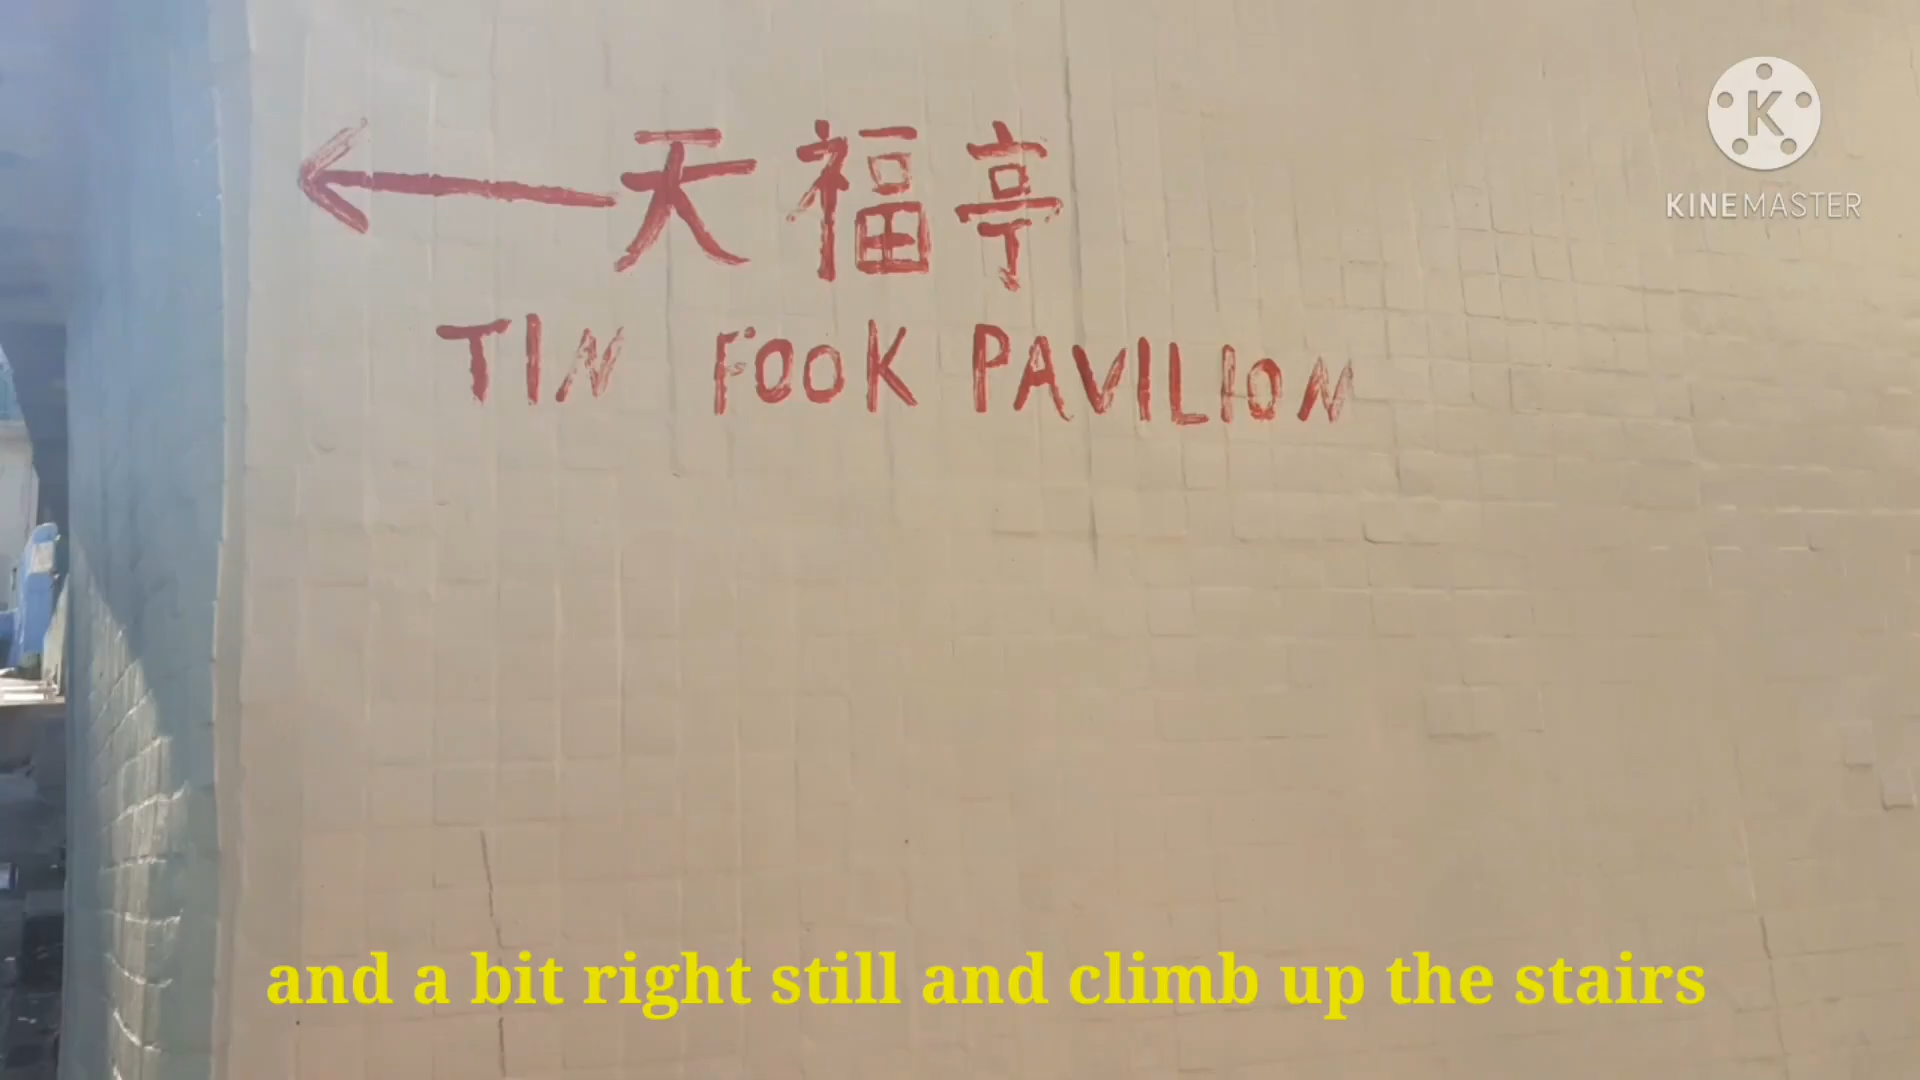 天福亭
TIN FOOK PAVILION
K
KINEMASTER
and a bit right still and climb up the stairs